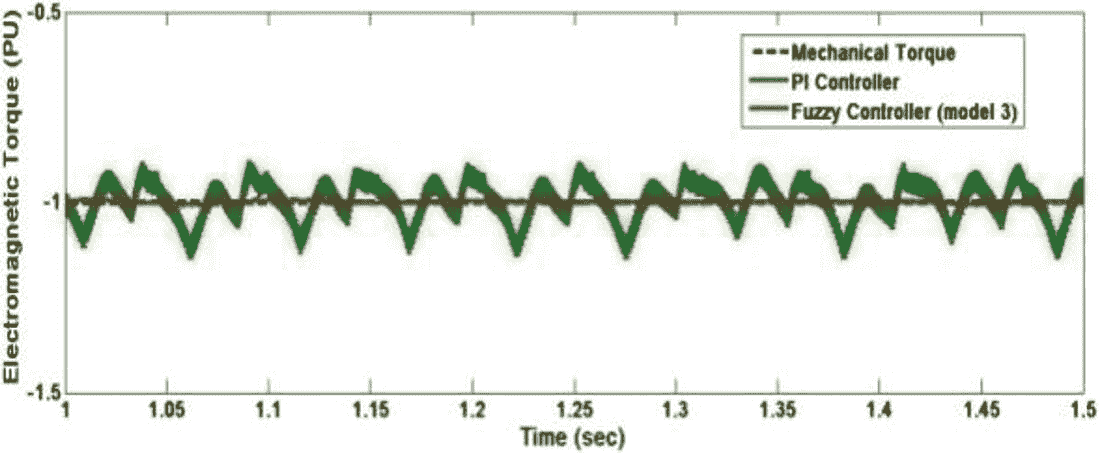 Electromagnetic Torque (PU)
-0.5
-1
-1.5
Mechanical Torque
PI Controller
Fuzzy Controller (model 3)
1 1.05 1.1 1.15 1.2 1.25 1.3 1.35 1.4 1.45 1.5
Time (sec)